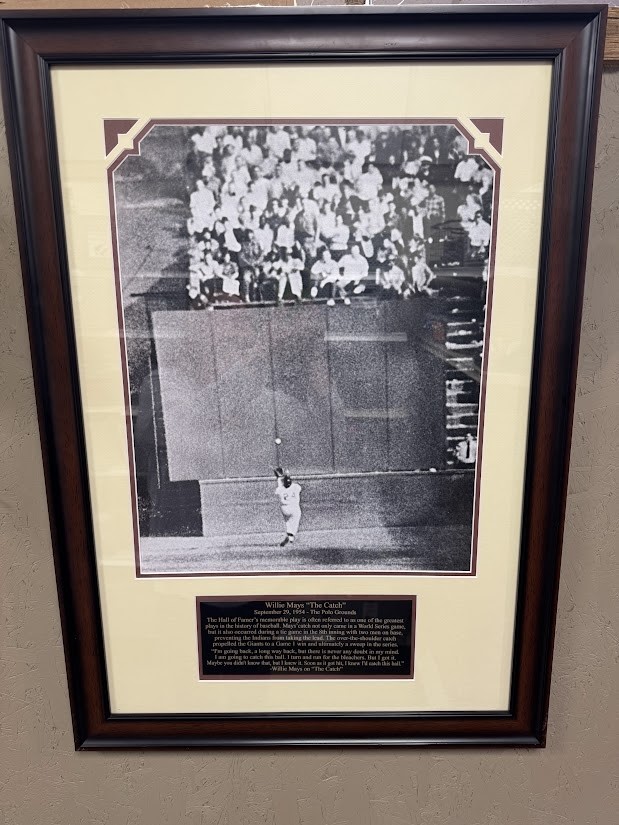 Willie Mays "The Catch"
September 29, 1954 - The Polo Grounds
The Hall of Famer's memorable play is often referred to as one of the greatest
plays in the history of baseball. Mays' catch not only came in a World Series game,
but it also occurred during a tie game in the 8th inning with two men on base,
preventing the Indians from taking the lead. The over-the-shoulder catch
propelled the Giants to a Game 1 win and ultimately a sweep in the series.
"I'm going back, a long way back, but there is never any doubt in my mind.
I am going to catch this ball. I turn and run for the bleachers. But I got it.
Maybe you didn't know that, but I knew it. Soon as it got hit, I knew I'd catch this ball."
-Willie Mays on "The Catch"